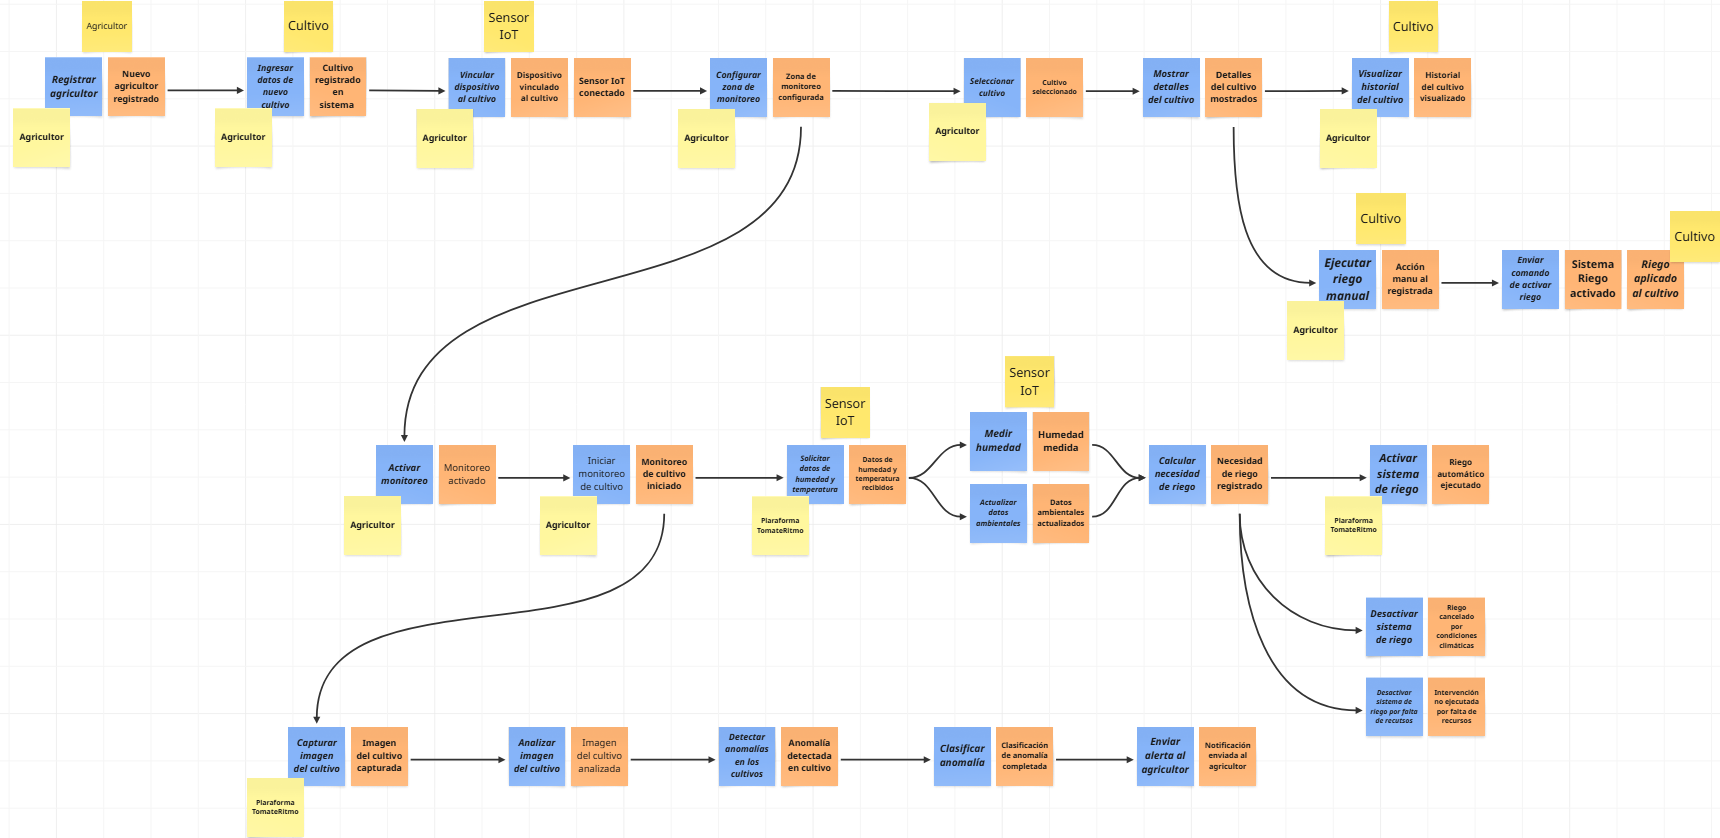 Agricultor
Cultivo
Sensor
IoT
Cultivo
Registrar
agricultor
Nuevo
agricultor
registrado
Agricultor
Ingresar
datos de
nuevo
cultivo
Cultivo
registrado
en
sistema
Agricultor
Vincular
dispositivo
al cultivo
Dispositivo
vinculado
al cultivo
Sensor IoT
conectado
Agricultor
Configurar
zona de
monitoreo
Zona de
monitoreo
configurada
Agricultor
Seleccionar
cultivo
Cultivo
seleccionado
Agricultor
Mostrar
detalles
del cultivo
Detalles
del cultivo
mostrados
Visualizar
historial
del cultivo
Historial
del cultivo
visualizado
Agricultor
Cultivo
Cultivo
Ejecutar
riego
manual
Acción
manu al
registrada
Agricultor
Enviar
comando
de activar
riego
Sistema
Riego
activado
Riego
aplicado
al cultivo
Sensor
IoT
Sensor
IoT
Activar
monitoreo
Monitoreo
activado
Agricultor
Iniciar
monitoreo
de cultivo
Monitoreo
de cultivo
iniciado
Agricultor
Solicitar
datos de
humedad y
temperatura
Datos de
humedad y
temperatura
recibidos
Plaraforma
TomateRitmo
Medir
humedad
Humedad
medida
Actualizar
datos
ambientales
Datos
ambientales
actualizados
Calcular
necesidad
de riego
Necesidad
de riego
registrado
Activar
sistema
de riego
Riego
automático
ejecutado
Plaraforma
TomateRitmo
Desactivar
sistema
de riego
Riego
cancelado
por
condiciones
climáticas
Desactivar
sistema de
riego por falta
de recutsos
Intervención
no ejecutada
por falta de
recursos
Capturar
imagen
del cultivo
Imagen
del cultivo
capturada
Plaraforma
TomateRitmo
Analizar
imagen
del cultivo
Imagen
del cultivo
analizada
Detectar
anomalías
en los
cultivos
Anomalía
detectada
en cultivo
Clasificar
anomalía
Clasificación
de anomalía
completada
Enviar
alerta al
agricultor
Notificación
enviada al
agricultor